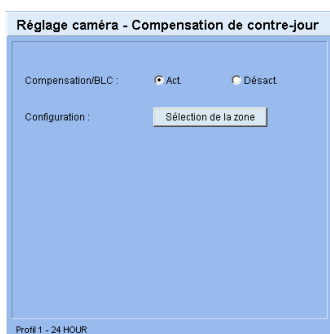 Réglage caméra - Compensation de contre-jour
Compensation/BLC : Act. Désact.
Configuration : Sélection de la zone
Profil 1 - 24 HOUR